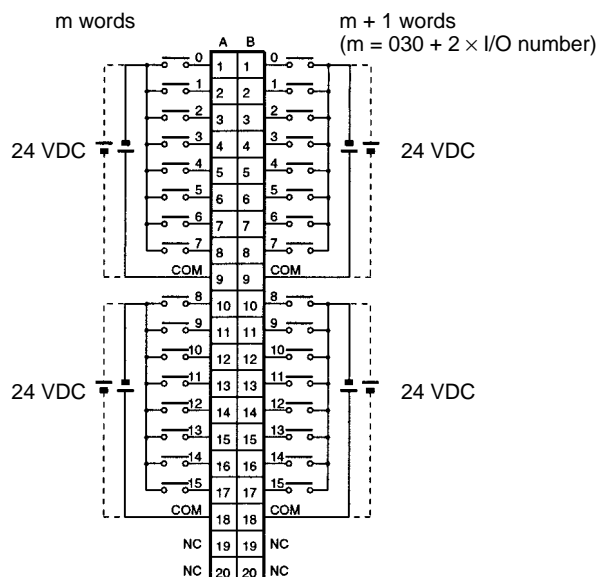 m words
m + 1 words
(m = 030 + 2 × I/O number)
A B
0 1 1 0
1 2 2 1
2 3 3 2
3 4 4 3
24 VDC 24 VDC
4 5 5 4
5 6 6 5
6 7 7 6
7 8 8 7
COM 9 9 COM
8 10 10 8
9 11 11 9
10 12 12 10
11 13 13 11
24 VDC 24 VDC
12 14 14 12
13 15 15 13
14 16 16 14
15 17 17 15
COM 18 18 COM
NC 19 19 NC
NC 20 20 NC